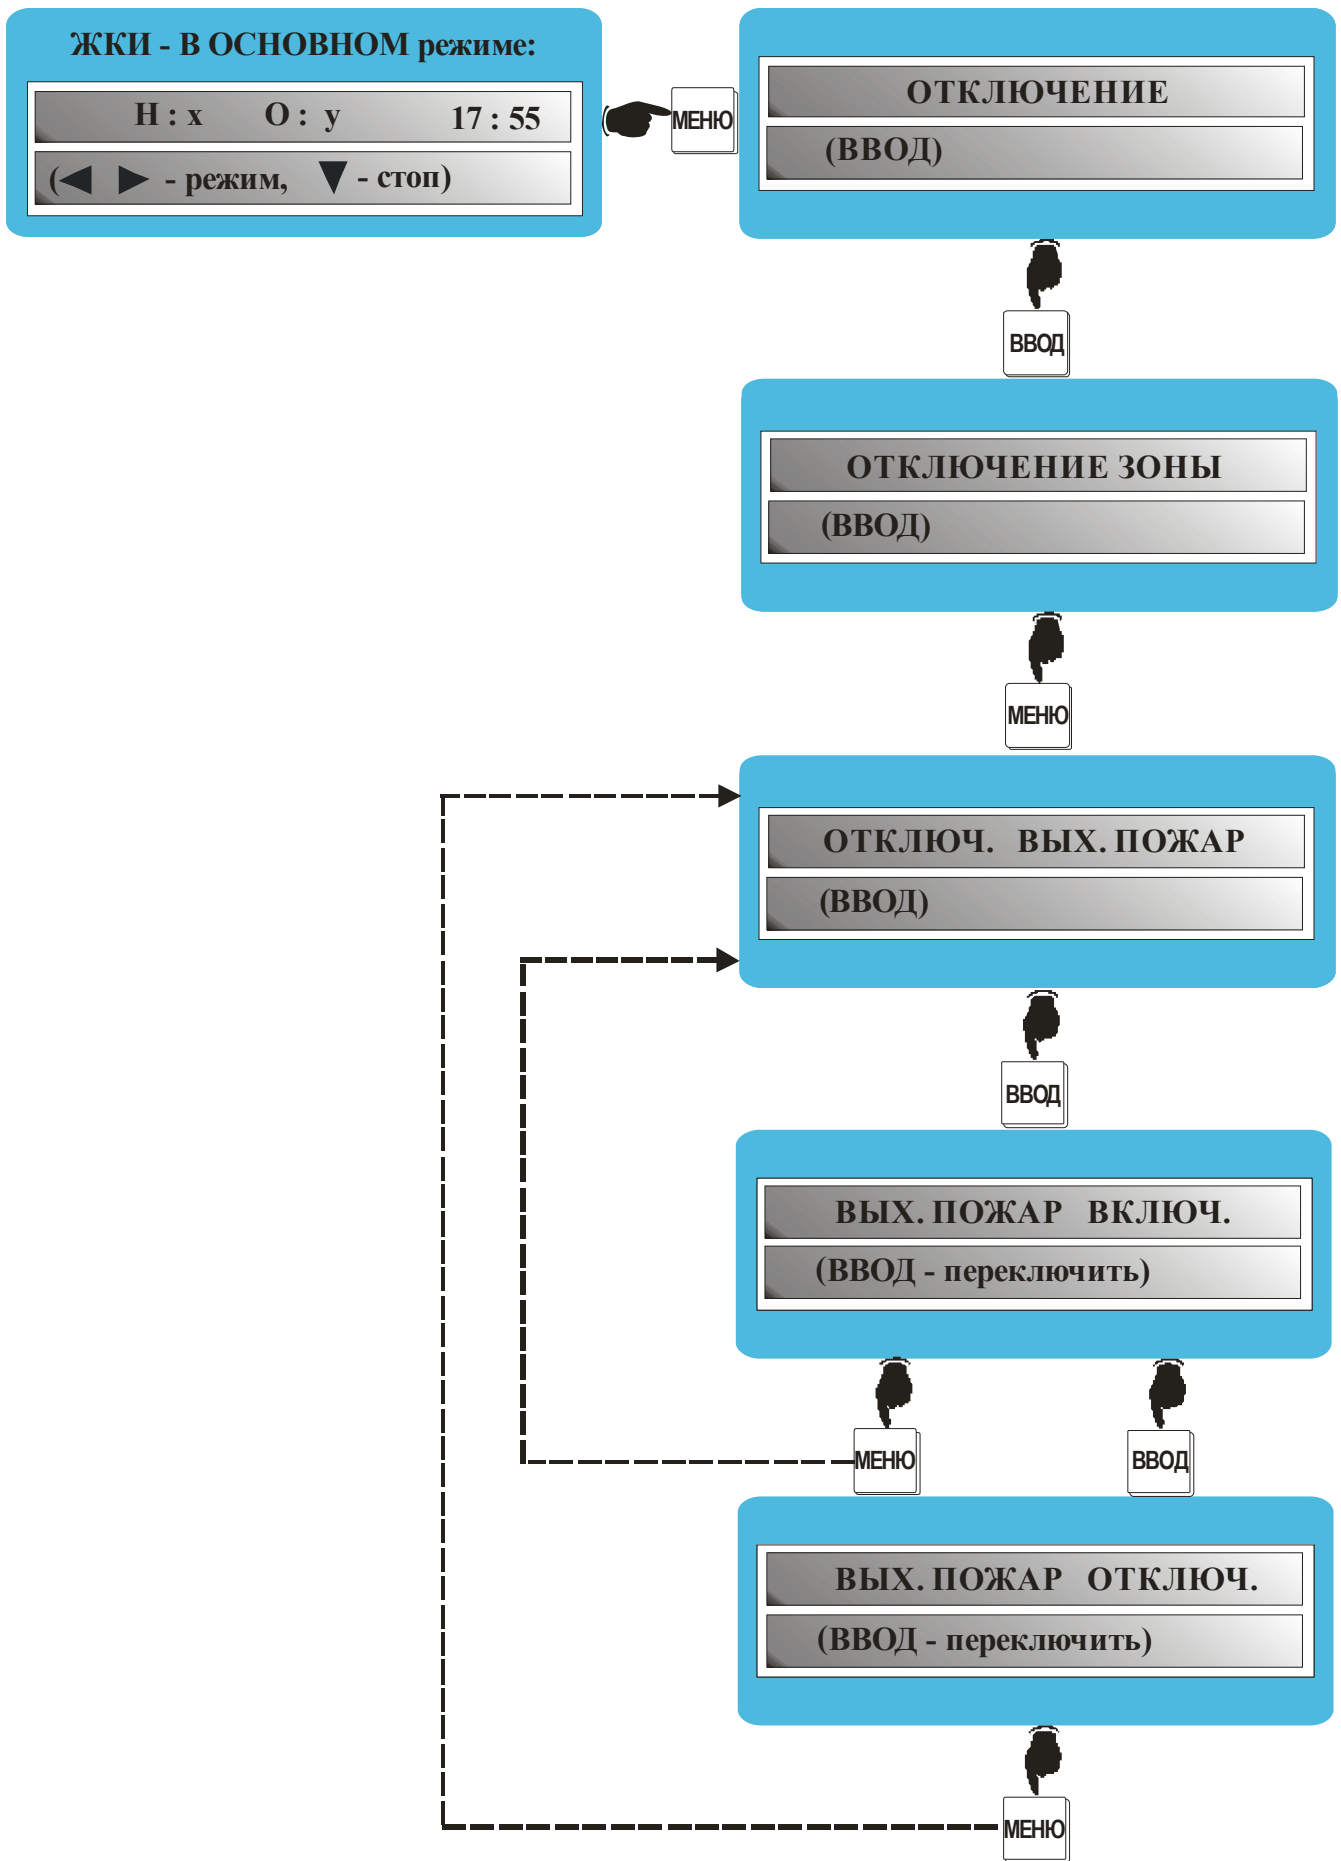 ЖКИ - В ОСНОВНОМ режиме:
Н : х О : у 17 : 55
(◀ ▶ - режим, ▼ - стоп)
МЕНЮ
ОТКЛЮЧЕНИЕ
(ВВОД)
ВВОД
ОТКЛЮЧЕНИЕ ЗОНЫ
(ВВОД)
МЕНЮ
ОТКЛЮЧ. ВЫХ. ПОЖАР
(ВВОД)
ВВОД
ВЫХ. ПОЖАР ВКЛЮЧ.
(ВВОД - переключить)
МЕНЮ ВВОД
ВЫХ. ПОЖАР ОТКЛЮЧ.
(ВВОД - переключить)
МЕНЮ